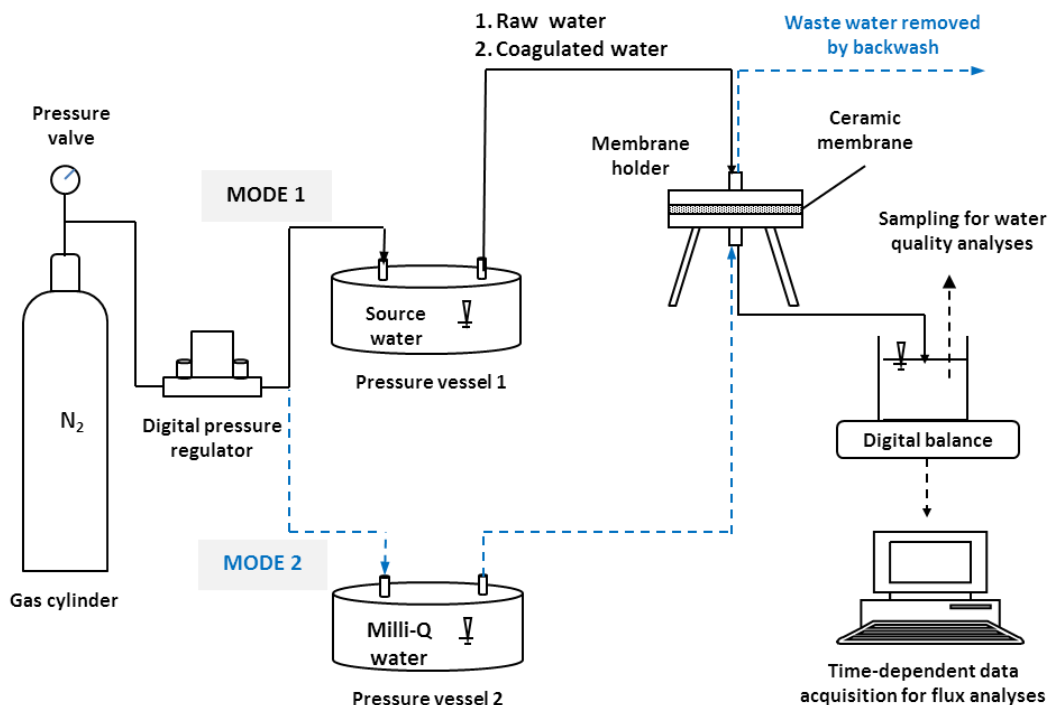 1. Raw water
2. Coagulated water
Waste water removed
by backwash
Pressure
valve
Membrane
holder
Ceramic
membrane
MODE 1
Sampling for water
quality analyses
Source
water
Pressure vessel 1
N₂
Digital pressure
regulator
Digital balance
MODE 2
Gas cylinder
Milli-Q
water
Pressure vessel 2
Time-dependent data
acquisition for flux analyses